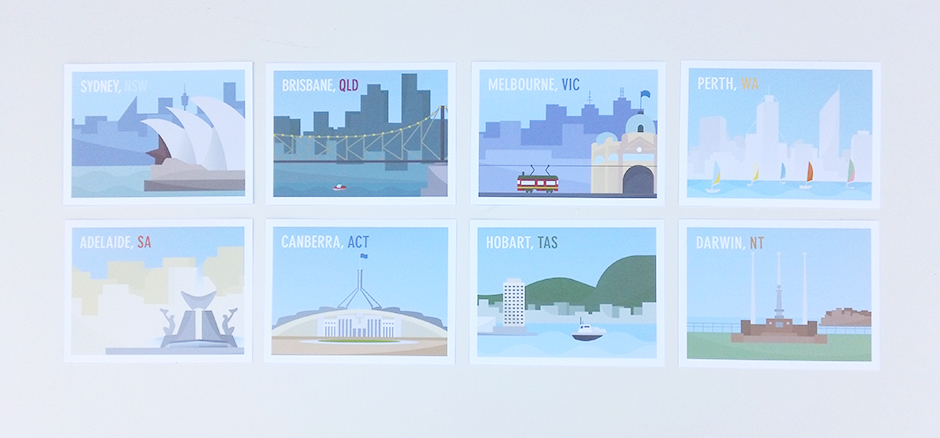 SYDNEY, NSW
BRISBANE, QLD
MELBOURNE, VIC
PERTH, WA
ADELAIDE, SA
CANBERRA, ACT
HOBART, TAS
DARWIN, NT